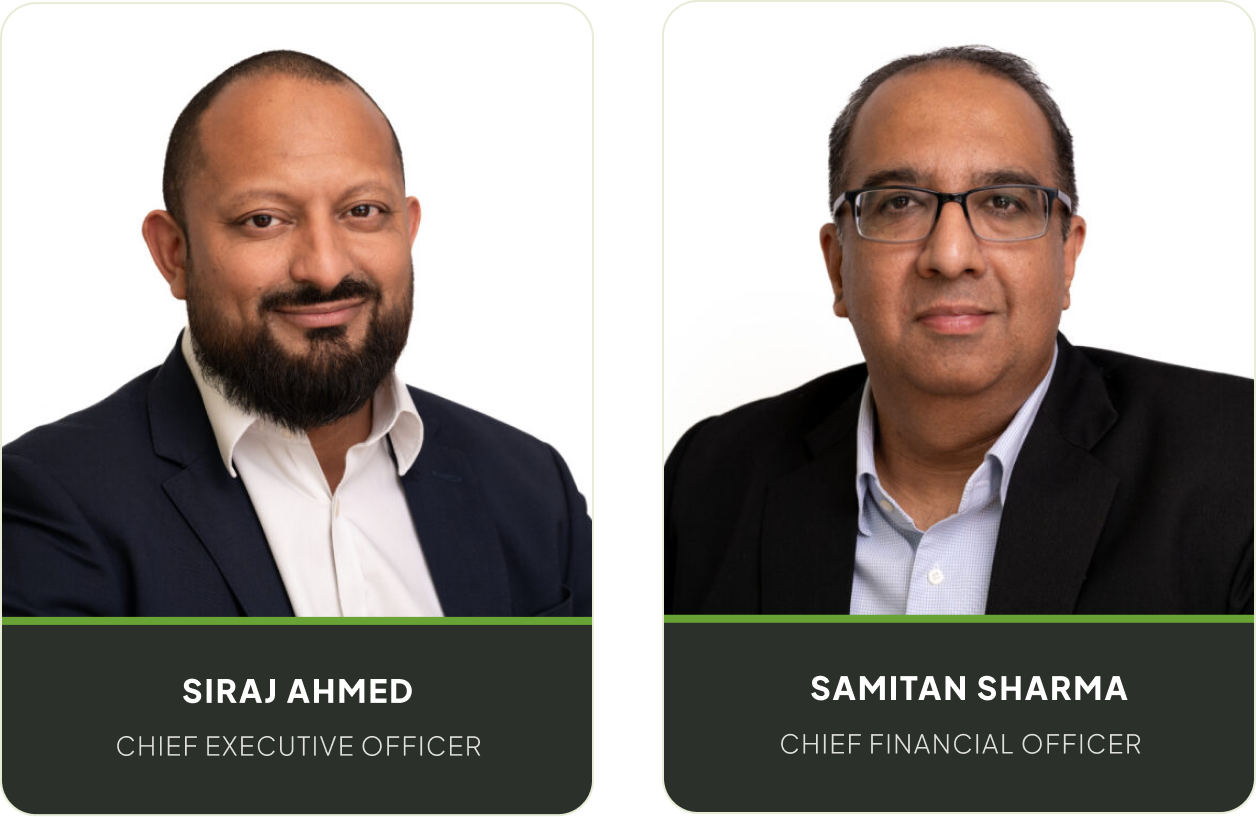 SIRAJ AHMED
CHIEF EXECUTIVE OFFICER
SAMITAN SHARMA
CHIEF FINANCIAL OFFICER